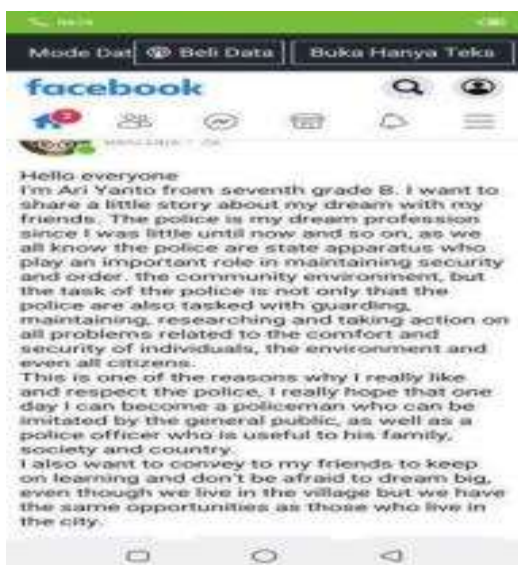 Mode Dat Beli Data Buka Hanya Teks
facebook
Hello everyone
I'm Ari Yanto from seventh grade B. I want to
share a little story about my dream with my
friends. The police is my dream profession
since I was little until now and so on, as we
all know the police are state apparatus who
play an important role in maintaining security
and order. the community environment, but
the task of the police is not only that the
police are also tasked with guarding,
maintaining, researching and taking action on
all problems related to the comfort and
security of individuals, the environment and
even all citizens.
This is one of the reasons why I really like
and respect the police, I really hope that one
day I can become a policeman who can be
imitated by the general public, as well as a
police officer who is useful to his family,
society and country.
I also want to convey to my friends to keep
on learning and don't be afraid to dream big,
even though we live in the village but we have
the same opportunities as those who live in
the city.